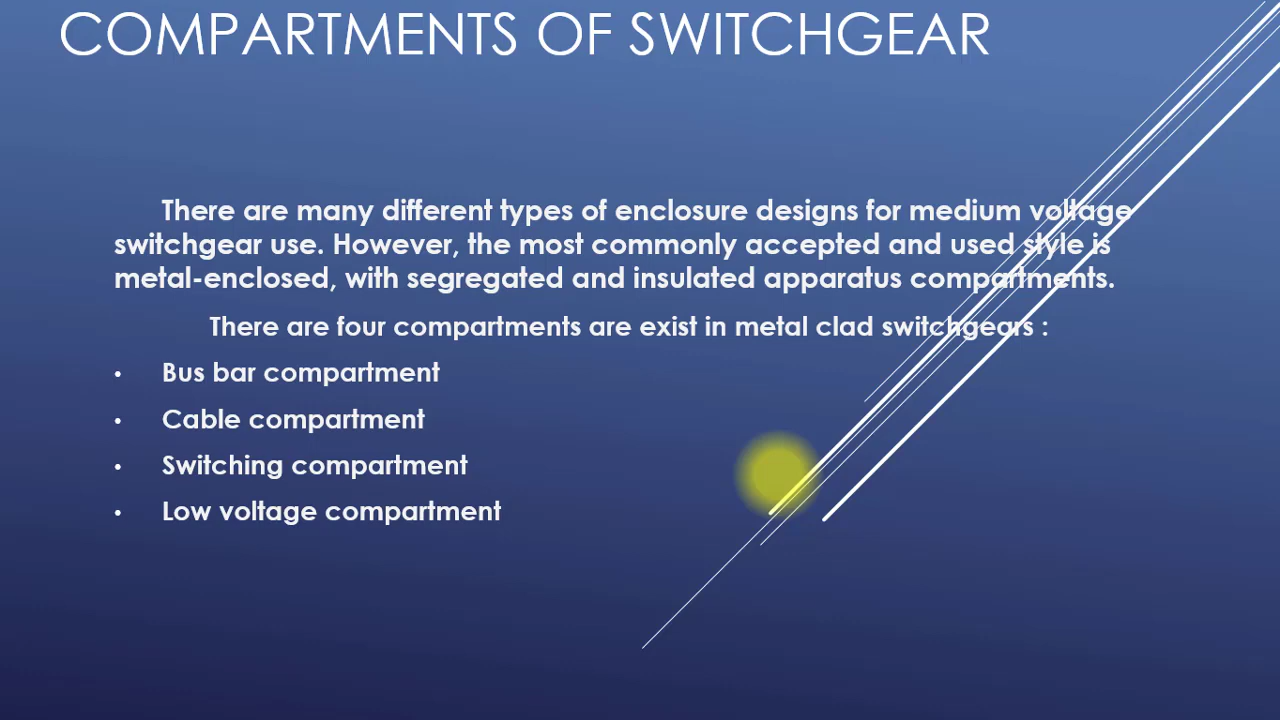 COMPARTMENTS OF SWITCHGEAR
There are many different types of enclosure designs for medium voltage
switchgear use. However, the most commonly accepted and used style is
metal-enclosed, with segregated and insulated apparatus compartments.
There are four compartments are exist in metal clad switchgears :
• Bus bar compartment
• Cable compartment
• Switching compartment
• Low voltage compartment